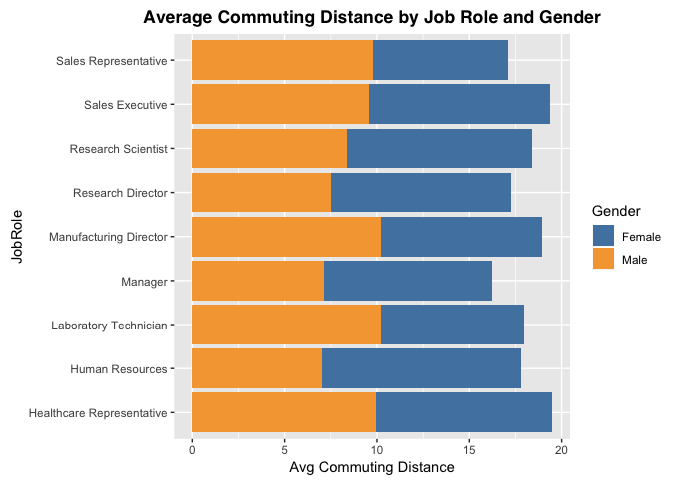 Average Commuting Distance by Job Role and Gender
Sales Representative
Sales Executive
Research Scientist
Research Director
Manufacturing Director
Manager
Laboratory Technician
Human Resources
Healthcare Representative
JobRole
0 5 10 15 20
Avg Commuting Distance
Gender
Female
Male